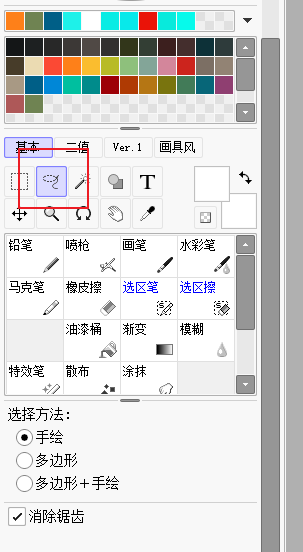 基本 二值 Ver.1 画具风
T
铅笔 喷枪 画笔 水彩笔
马克笔 橡皮擦 选区笔 选区擦
油漆桶 渐变 模糊
特效笔 散布 涂抹
选择方法:
手绘
多边形
多边形+手绘
消除锯齿